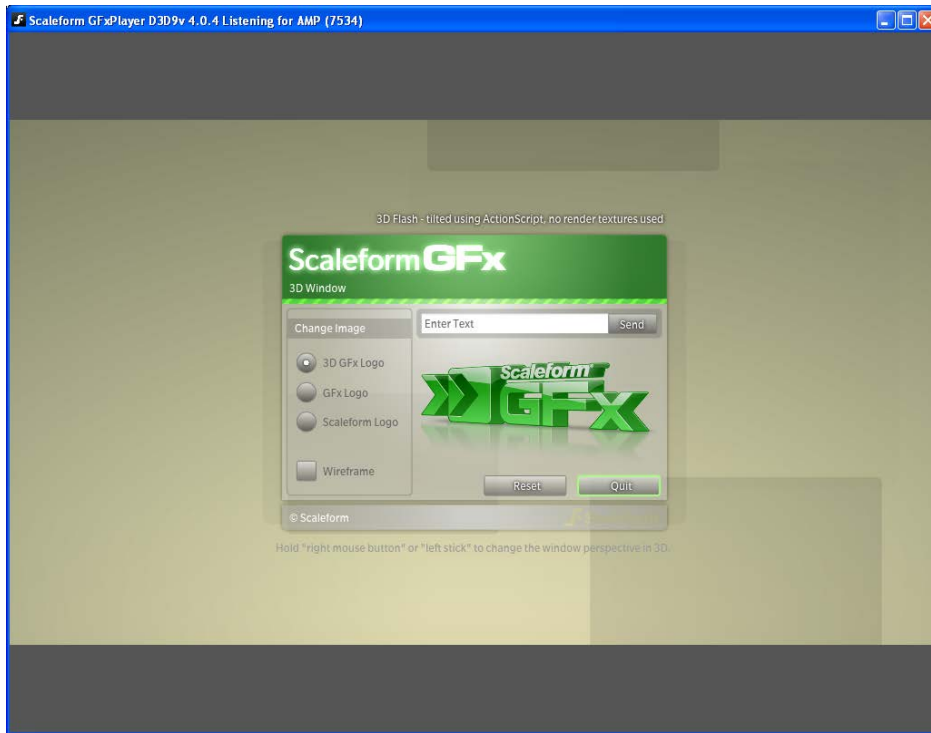 Scaleform GFxPlayer D3D9v 4.0.4 Listening for AMP (7534)
3D Flash - tilted using ActionScript, no render textures used
Scaleform GFx
3D Window
Change Image
Enter Text
Send
3D GFx Logo
GFx Logo
Scaleform Logo
Scaleform
GFx
Wireframe
Reset
Quit
© Scaleform
Hold "right mouse button" or "left stick" to change the window perspective in 3D.